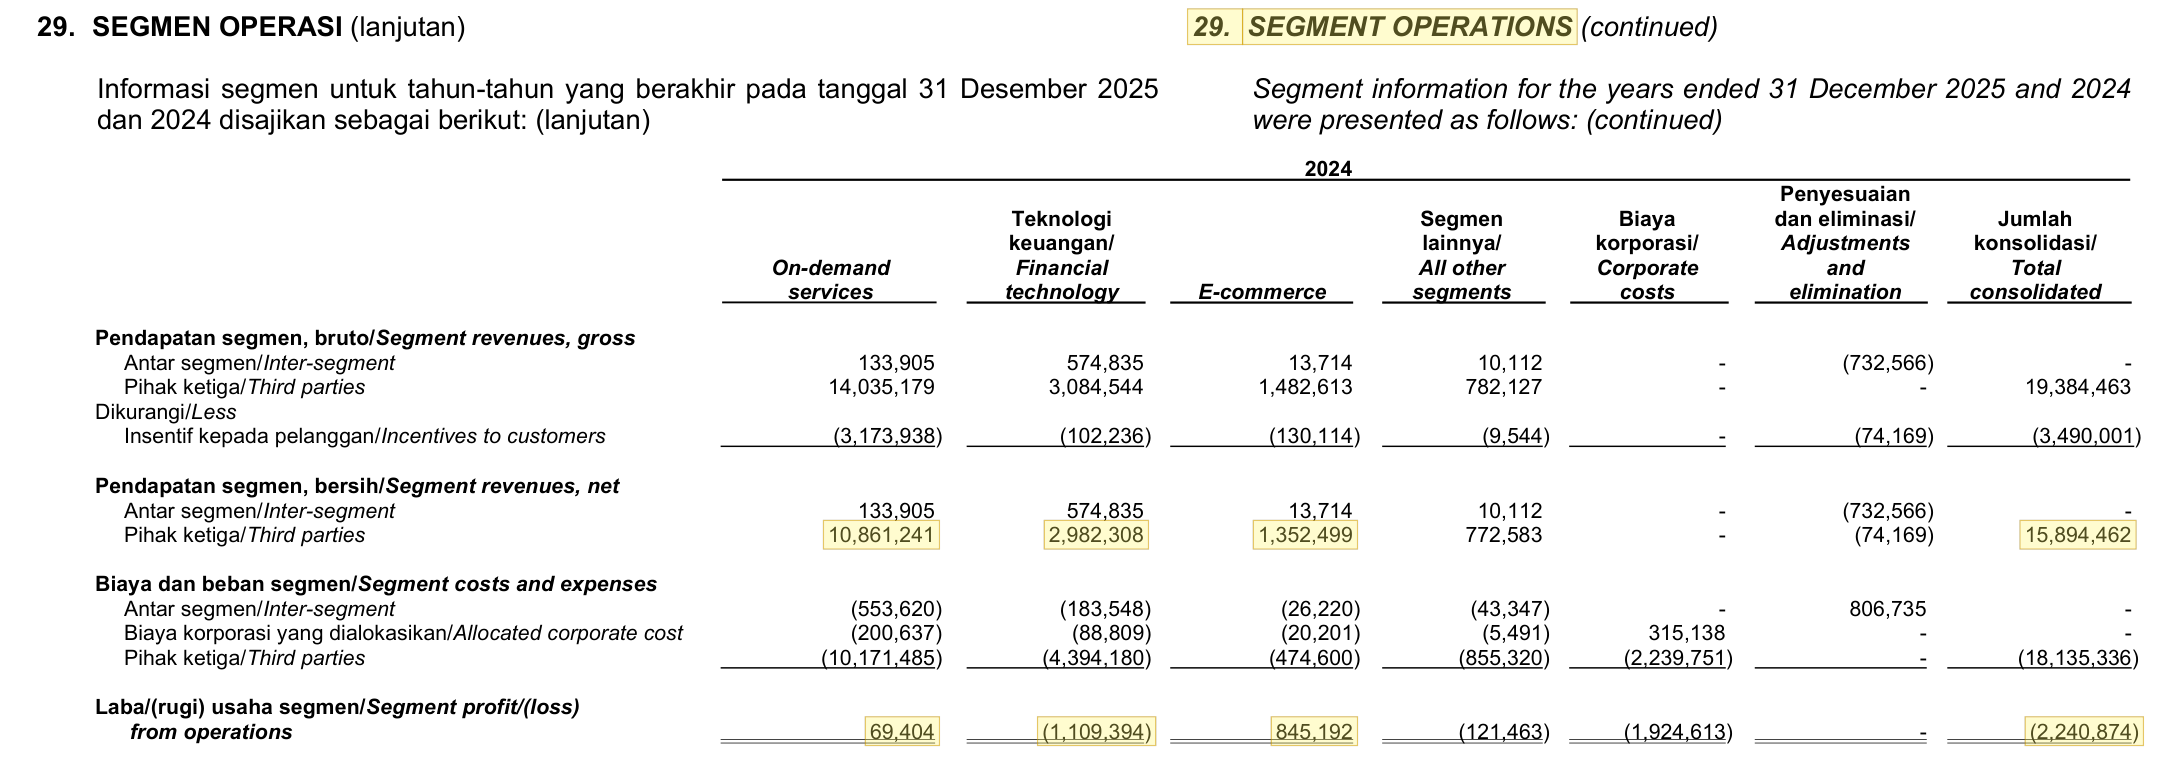 29. SEGMEN OPERASI (lanjutan)
29. SEGMENT OPERATIONS (continued)
Informasi segmen untuk tahun-tahun yang berakhir pada tanggal 31 Desember 2025
dan 2024 disajikan sebagai berikut: (lanjutan)
Segment information for the years ended 31 December 2025 and 2024
were presented as follows: (continued)
2024
On-demand
services
Teknologi
keuangan/
Financial
technology
E-commerce
Segmen
lainnya/
All other
segments
Biaya
korporasi/
Corporate
costs
Penyesuaian
dan eliminasi/
Adjustments
and
elimination
Jumlah
konsolidasi/
Total
consolidated
Pendapatan segmen, bruto/Segment revenues, gross
Antar segmen/Inter-segment 133,905 574,835 13,714 10,112 - (732,566) -
Pihak ketiga/Third parties 14,035,179 3,084,544 1,482,613 782,127 - - 19,384,463
Dikurangi/Less
Insentif kepada pelanggan/Incentives to customers (3,173,938) (102,236) (130,114) (9,544) - (74,169) (3,490,001)
Pendapatan segmen, bersih/Segment revenues, net
Antar segmen/Inter-segment 133,905 574,835 13,714 10,112 - (732,566) -
Pihak ketiga/Third parties 10,861,241 2,982,308 1,352,499 772,583 - (74,169) 15,894,462
Biaya dan beban segmen/Segment costs and expenses
Antar segmen/Inter-segment (553,620) (183,548) (26,220) (43,347) - 806,735 -
Biaya korporasi yang dialokasikan/Allocated corporate cost (200,637) (88,809) (20,201) (5,491) 315,138 - -
Pihak ketiga/Third parties (10,171,485) (4,394,180) (474,600) (855,320) (2,239,751) - (18,135,336)
Laba/(rugi) usaha segmen/Segment profit/(loss)
from operations 69,404 (1,109,394) 845,192 (121,463) (1,924,613) - (2,240,874)